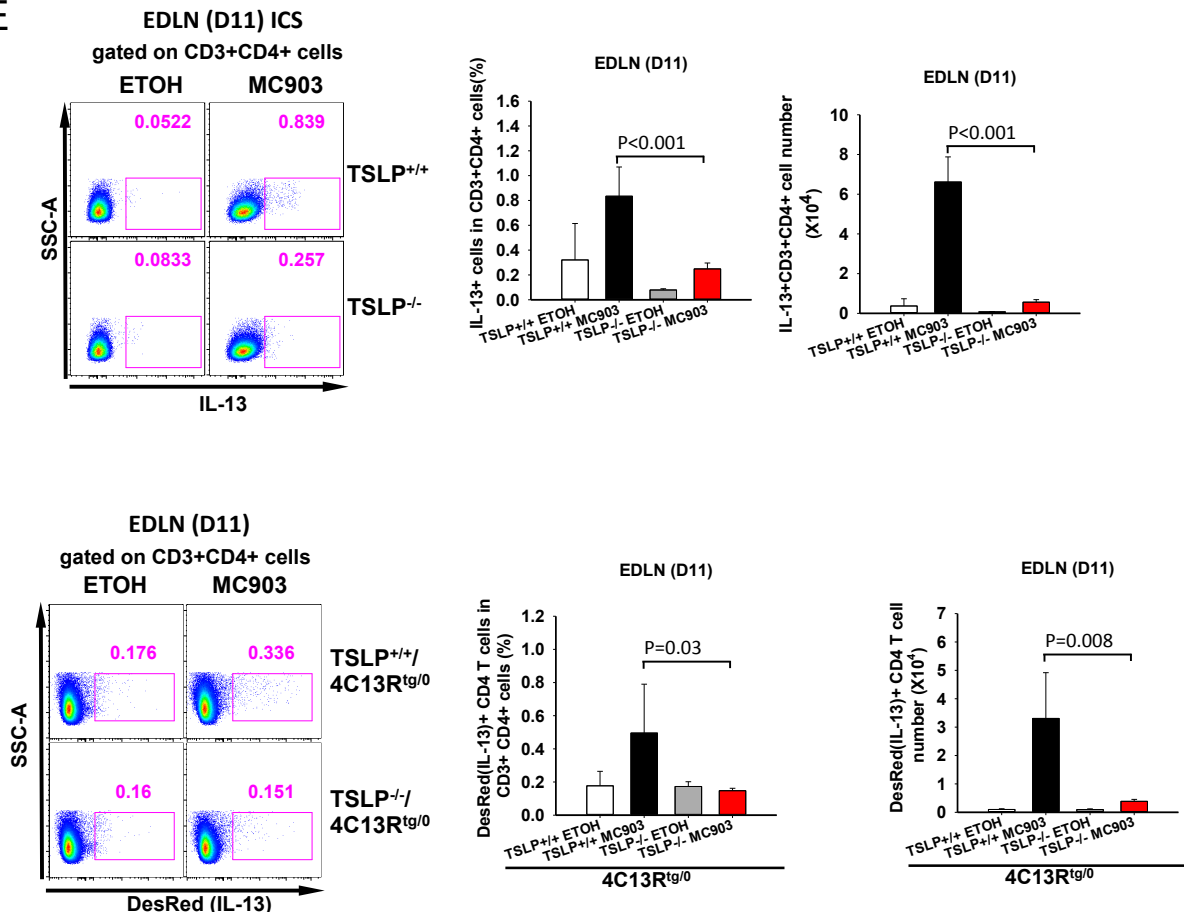 E
EDLN (D11) ICS
gated on CD3+CD4+ cells
ETOH MC903
0.0522 0.839
TSLP+/+
0.0833 0.257
TSLP-/-
SSC-A
IL-13
EDLN (D11)
IL-13+ cells in CD3+CD4+ cells(%)
1.6
1.4
1.2
1.0
0.8
0.6
0.4
0.2
0.0
P<0.001
TSLP+/+ ETOH
TSLP+/+ MC903
TSLP-/- ETOH
TSLP-/- MC903
EDLN (D11)
IL-13+CD3+CD4+ cell number
(X10^4)
10
8
6
4
2
0
P<0.001
TSLP+/+ ETOH
TSLP+/+ MC903
TSLP-/- ETOH
TSLP-/- MC903
EDLN (D11)
gated on CD3+CD4+ cells
ETOH MC903
0.176 0.336
TSLP+/+/
4C13Rtg/0
0.16 0.151
TSLP-/-/
4C13Rtg/0
SSC-A
DesRed (IL-13)
EDLN (D11)
DesRed(IL-13)+ CD4 T cells in
CD3+ CD4+ cells (%)
1.2
1.0
0.8
0.6
0.4
0.2
0.0
P=0.03
TSLP+/+ ETOH
TSLP+/+ MC903
TSLP-/- ETOH
TSLP-/- MC903
4C13Rtg/0
EDLN (D11)
DesRed(IL-13)+ CD4 T cell
number (X10^4)
7
6
5
4
3
2
1
0
P=0.008
TSLP+/+ ETOH
TSLP+/+ MC903
TSLP-/- ETOH
TSLP-/- MC903
4C13Rtg/0